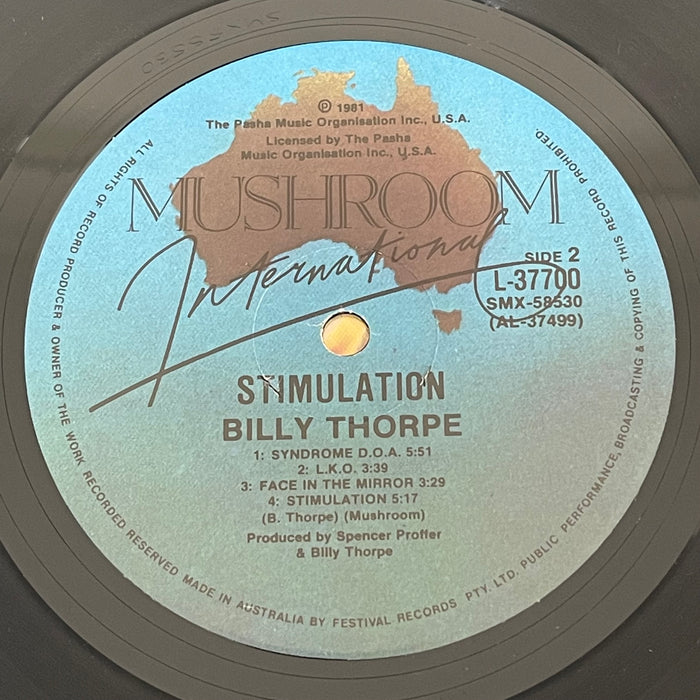 SMX-58530
℗ 1981
The Pasha Music Organisation Inc., U.S.A.
Licensed by The Pasha
Music Organisation Inc., U.S.A.
MUSHROOM
International
SIDE 2
L-37700
SMX-58530
(AL-37499)
STIMULATION
BILLY THORPE
1: SYNDROME D.O.A. 5:51
2: L.K.O. 3:39
3: FACE IN THE MIRROR 3:29
4: STIMULATION 5:17
(B. Thorpe) (Mushroom)
Produced by Spencer Proffer
& Billy Thorpe
ALL RIGHTS OF RECORD PRODUCER & OWNER OF THE WORK RECORDED RESERVED MADE IN AUSTRALIA BY FESTIVAL RECORDS PTY. LTD. PUBLIC PERFORMANCE, BROADCASTING & COPYING OF THIS RECORD PROHIBITED